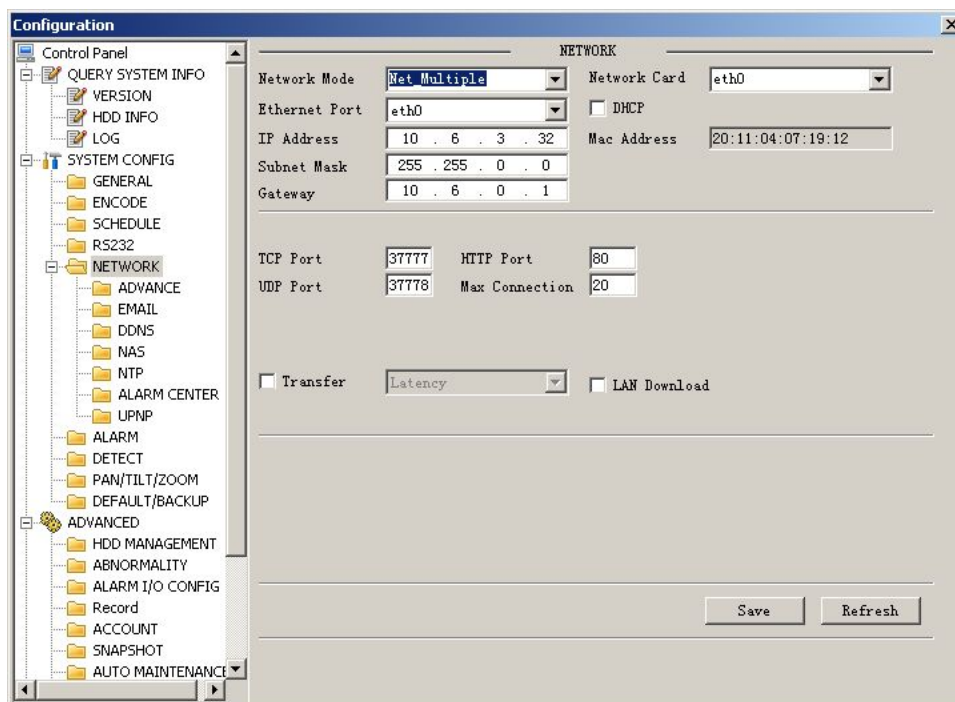 Configuration
Control Panel
QUERY SYSTEM INFO
VERSION
HDD INFO
LOG
SYSTEM CONFIG
GENERAL
ENCODE
SCHEDULE
RS232
NETWORK
ADVANCE
EMAIL
DDNS
NAS
NTP
ALARM CENTER
UPNP
ALARM
DETECT
PAN/TILT/ZOOM
DEFAULT/BACKUP
ADVANCED
HDD MANAGEMENT
ABNORMALITY
ALARM I/O CONFIG
Record
ACCOUNT
SNAPSHOT
AUTO MAINTENANCE
NETWORK
Network Mode Net_Multiple Network Card eth0
Ethernet Port eth0 DHCP
IP Address 10 . 6 . 3 . 32 Mac Address 20:11:04:07:19:12
Subnet Mask 255 . 255 . 0 . 0
Gateway 10 . 6 . 0 . 1
TCP Port 37777 HTTP Port 80
UDP Port 37778 Max Connection 20
Transfer Latency LAN Download
Save Refresh